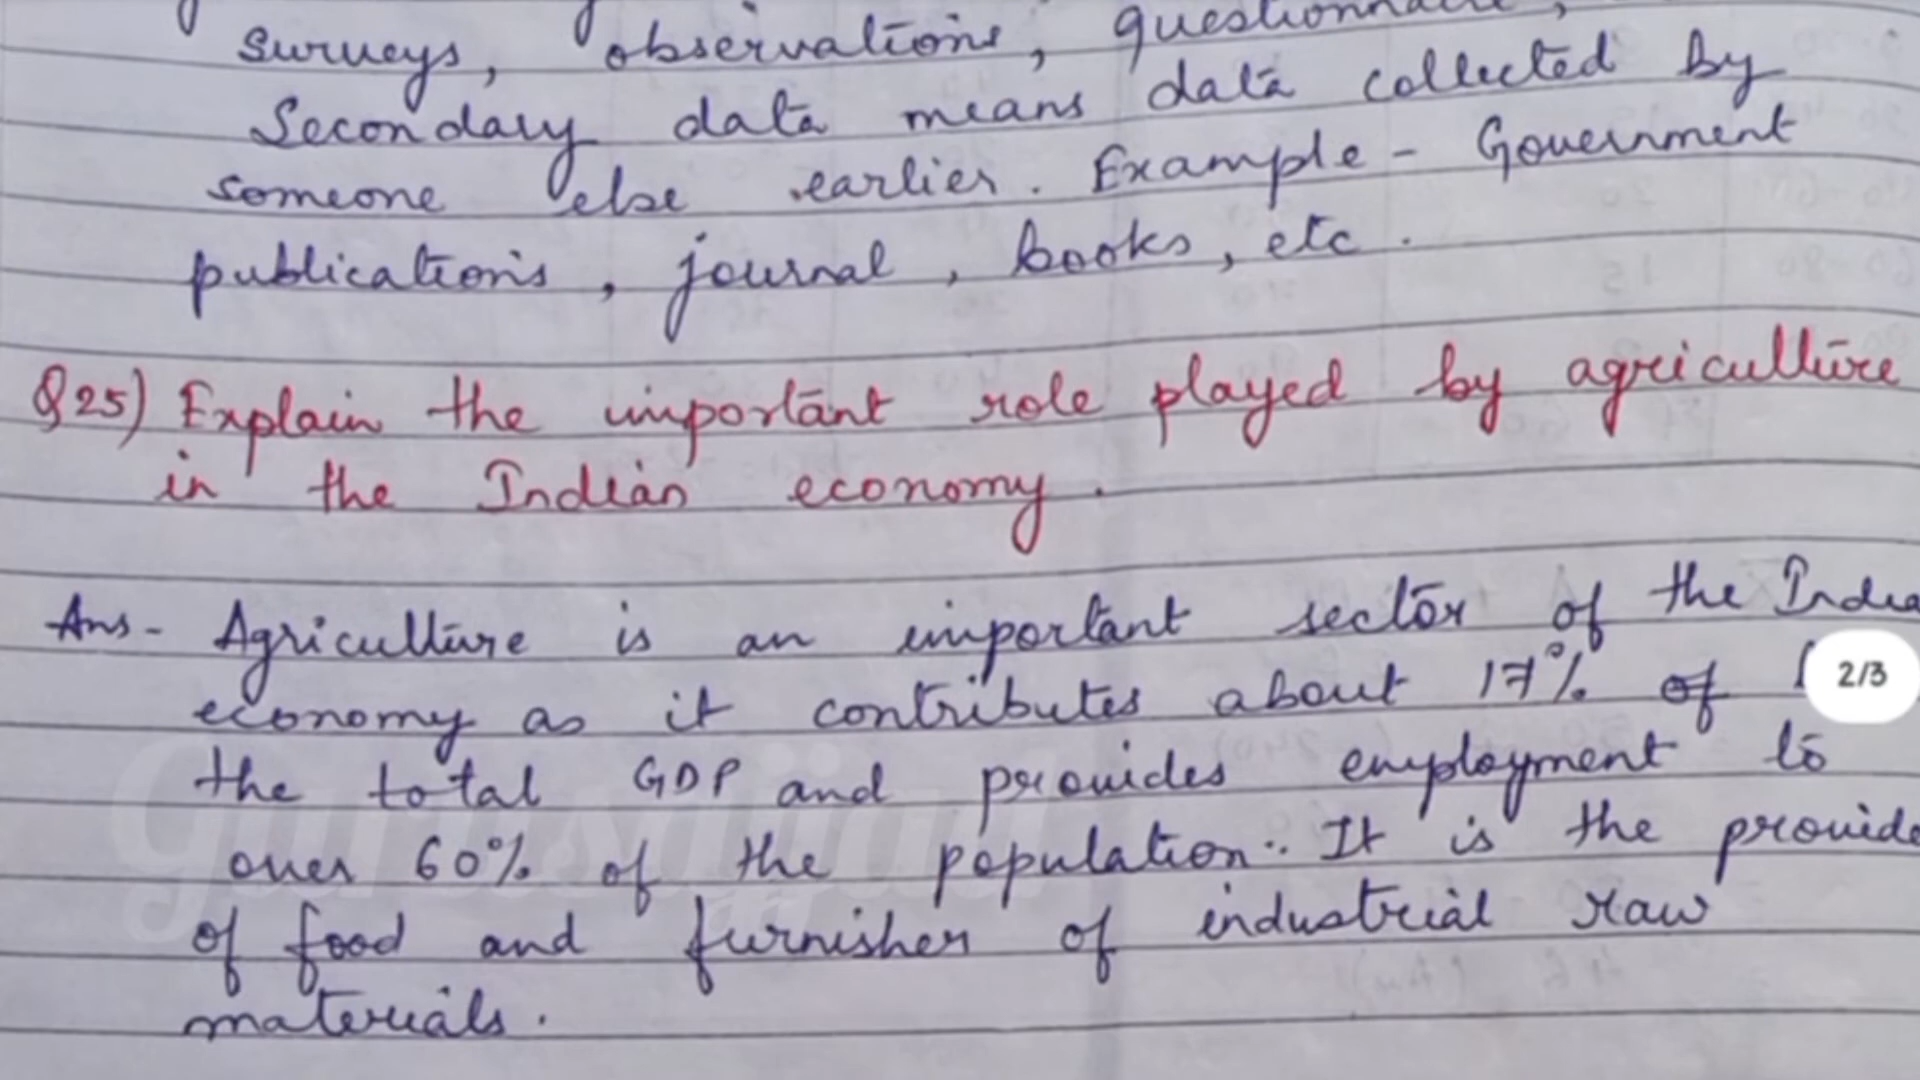 surveys, observations, questionnaire,
Secondary data means data collected by
someone else earlier. Example - Government
publications, journal, books, etc.
Q25) Explain the important role played by agriculture
in the Indian economy.
Ans - Agriculture is an important sector of the India
economy as it contributes about 17% of
2/3
the total GDP and provides employment to
over 60% of the population. It is the provide
of food and furnisher of industrial raw
materials.